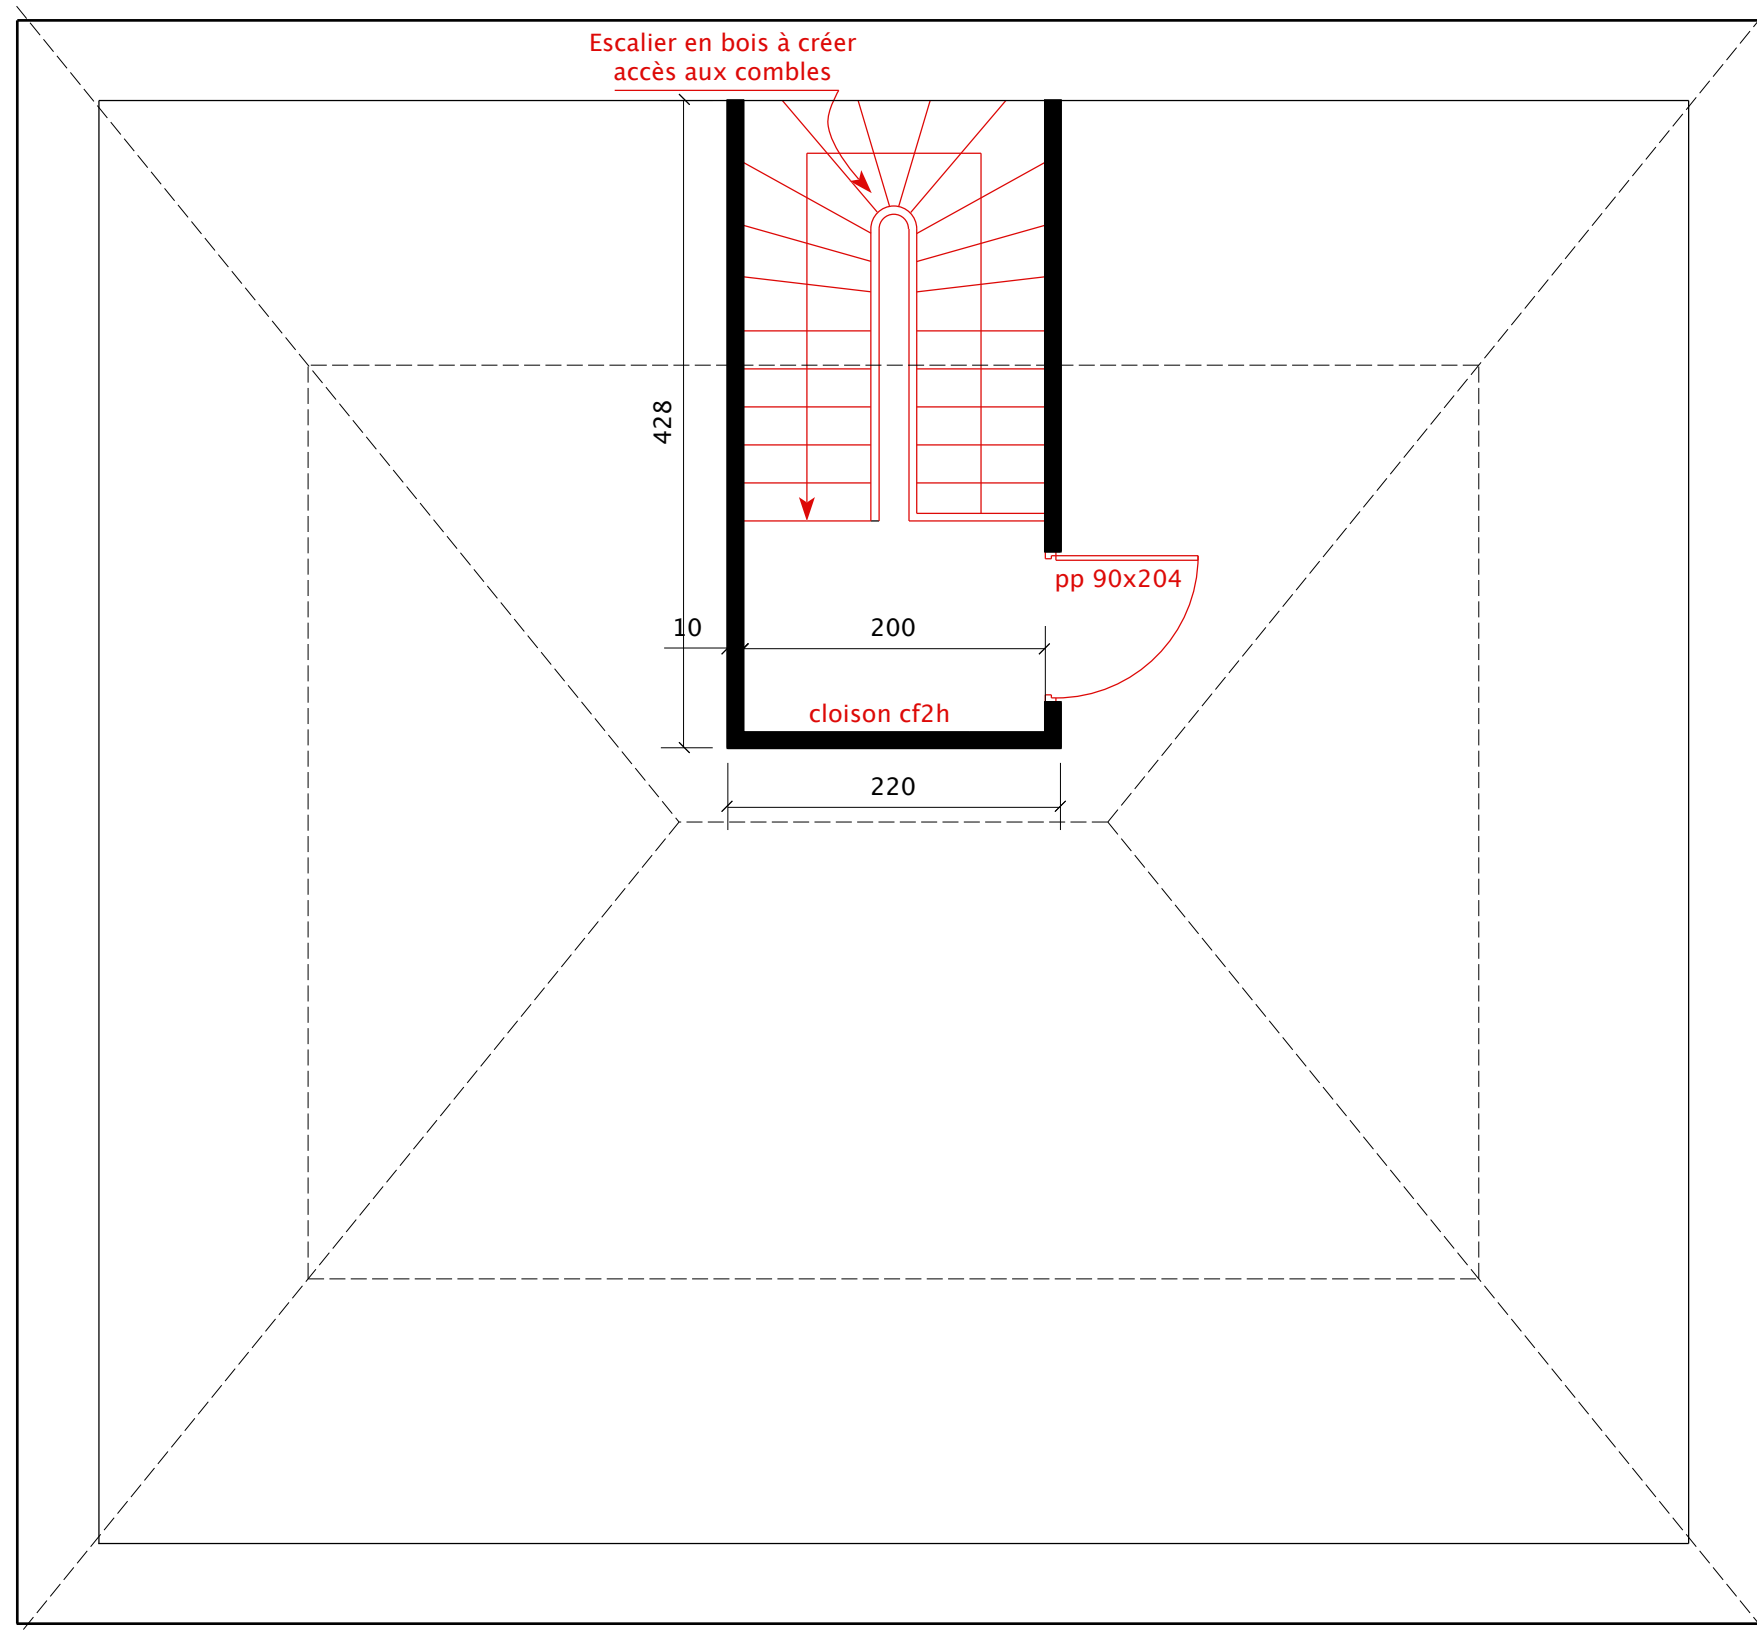 Escalier en bois à créer
accès aux combles
428
pp 90x204
10
200
cloison cf2h
220